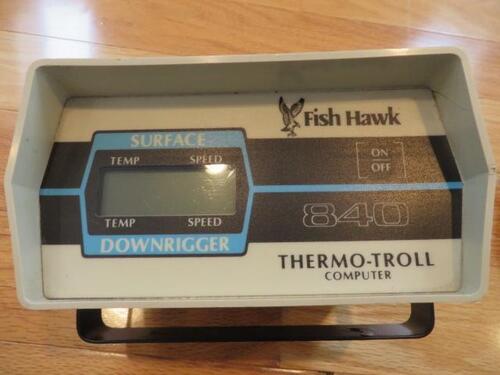 Fish Hawk
SURFACE
TEMP SPEED
ON
OFF
TEMP SPEED
DOWNRIGGER
840
THERMO-TROLL
COMPUTER